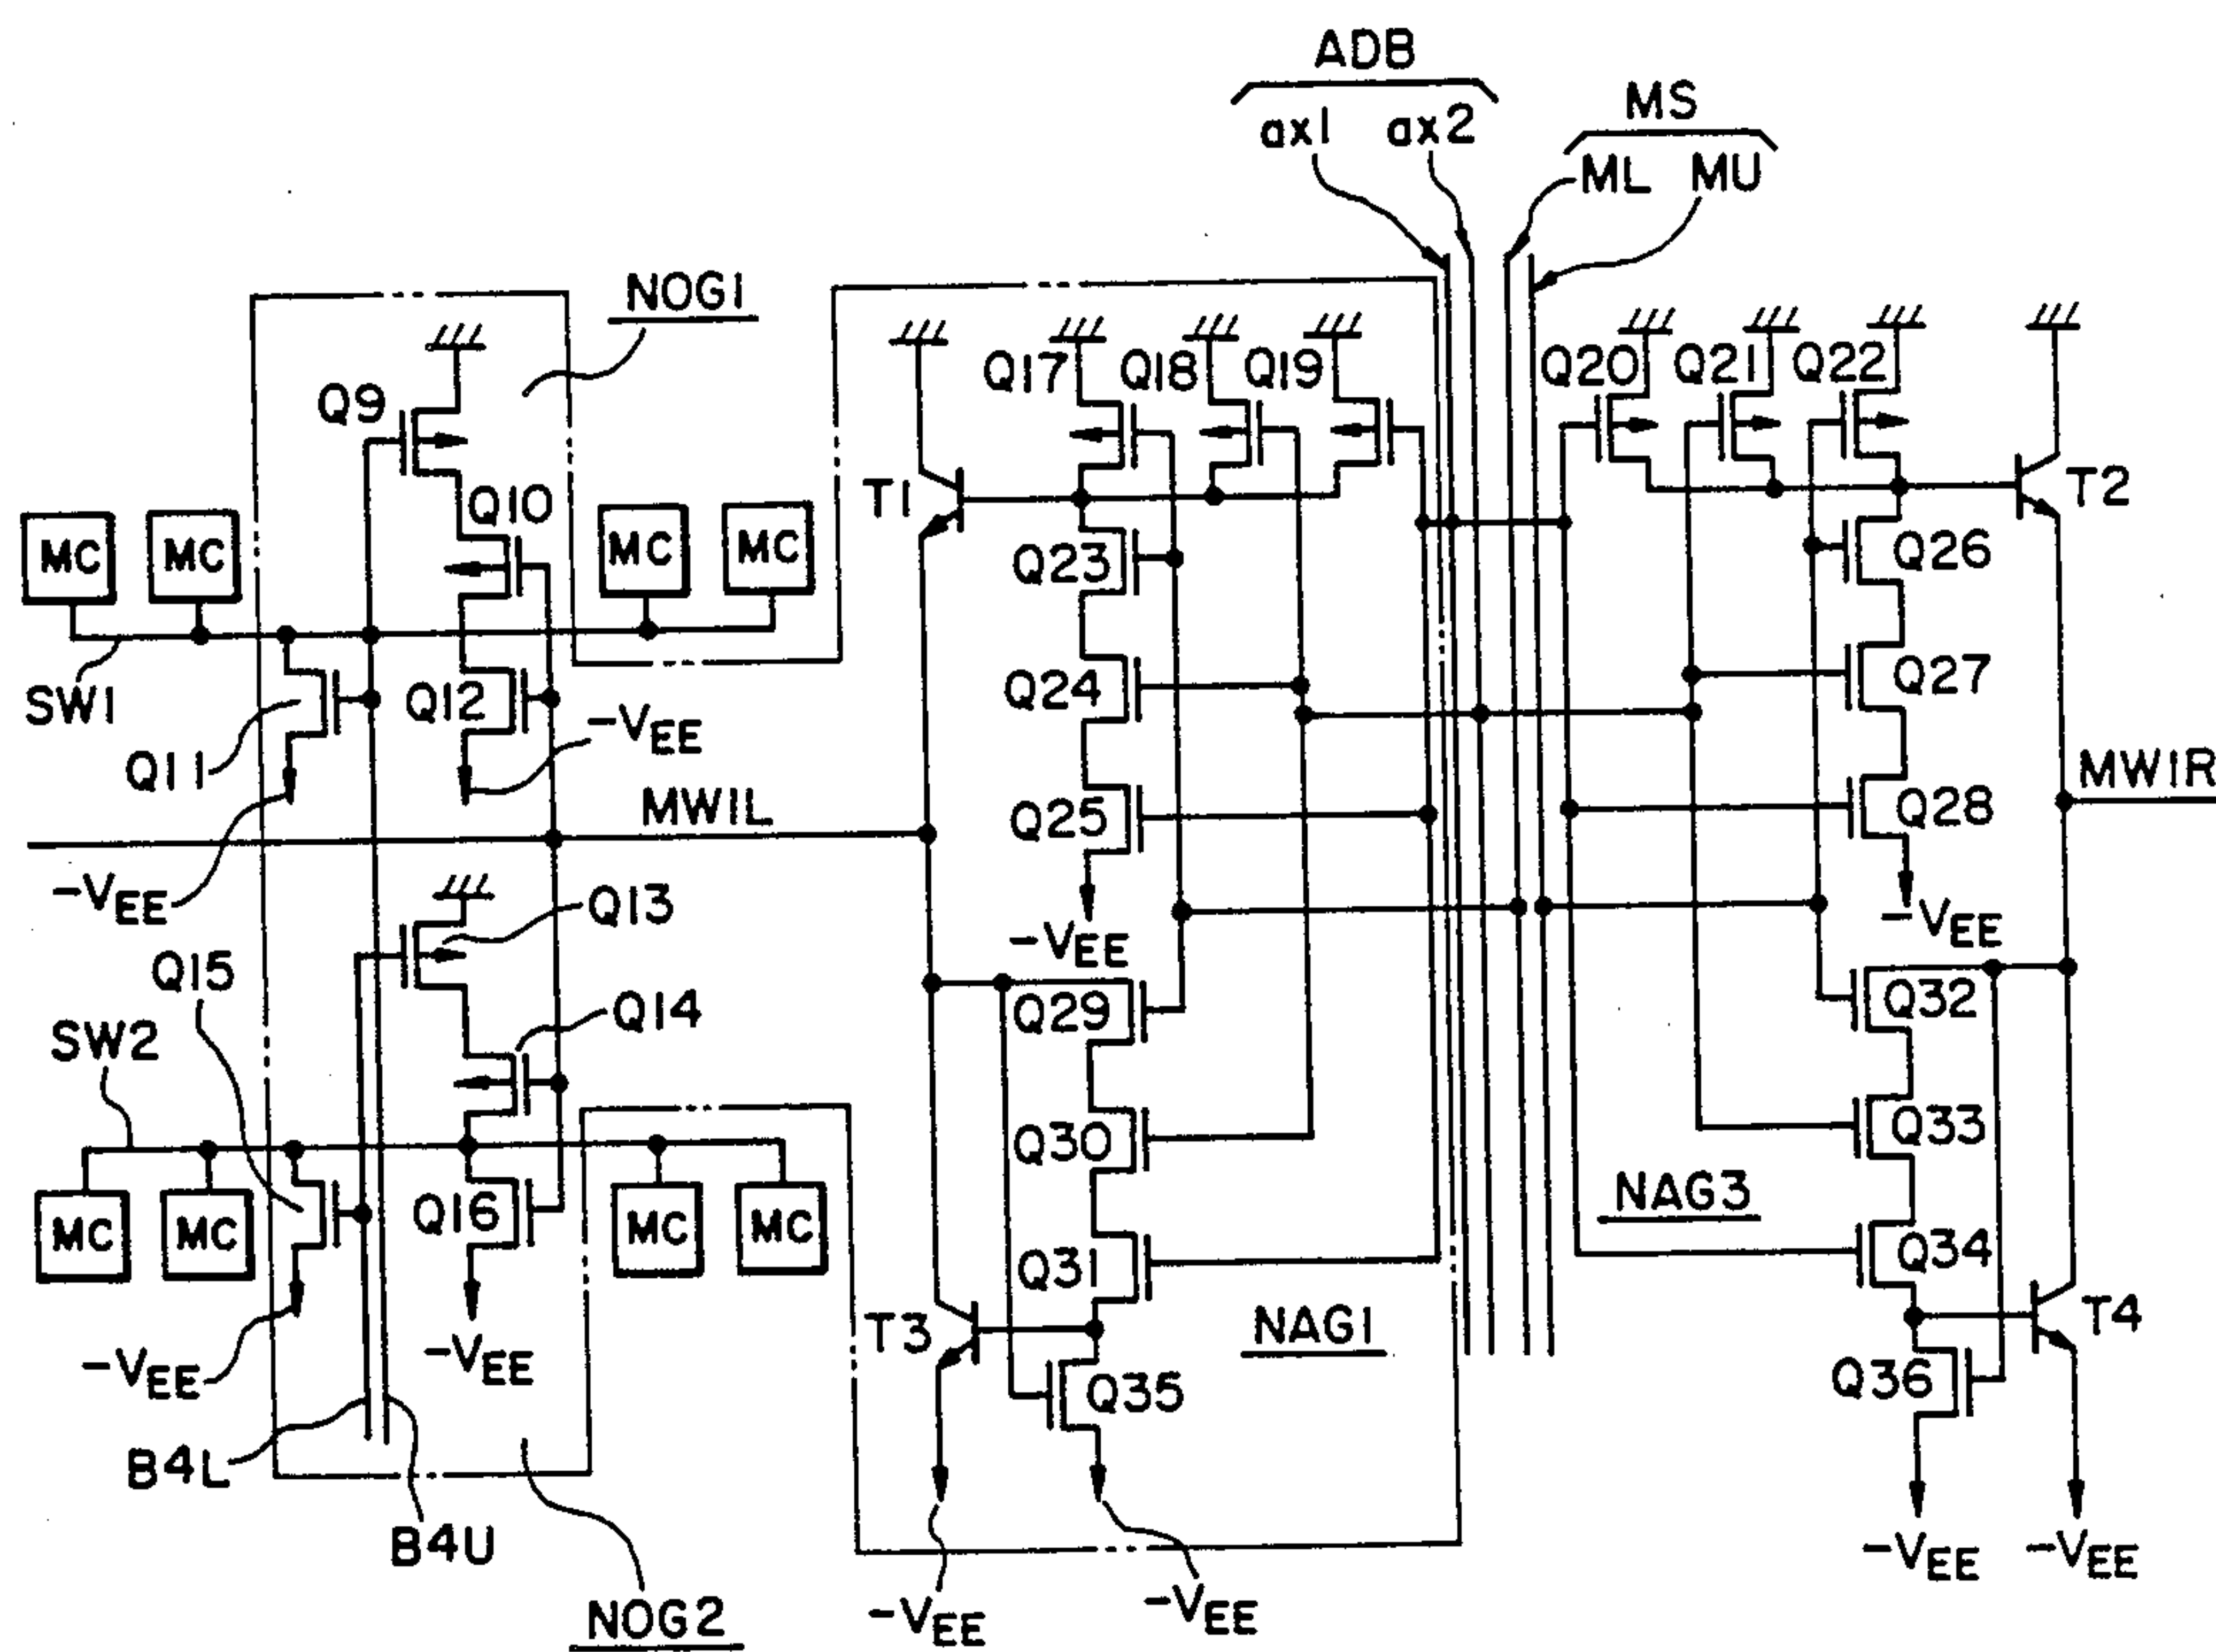 ADB
MS
ax1 ax2
ML MU
NOG1
Q9
Q17 Q18 Q19 Q20 Q21 Q22
Q10
T1 T2
MC MC MC MC
Q23 Q26
SW1 Q12 Q24 Q27
-VEE
Q11
MW1L Q25 Q28 MW1R
-VEE Q13 -VEE -VEE
Q15 Q14 Q29 Q32
SW2
Q30 Q33
MC MC Q16 MC MC NAG3
Q31 Q34
T3 NAG1 T4
-VEE -VEE Q35 Q36
B4L
B4U
-VEE -VEE
NOG2 -VEE -VEE